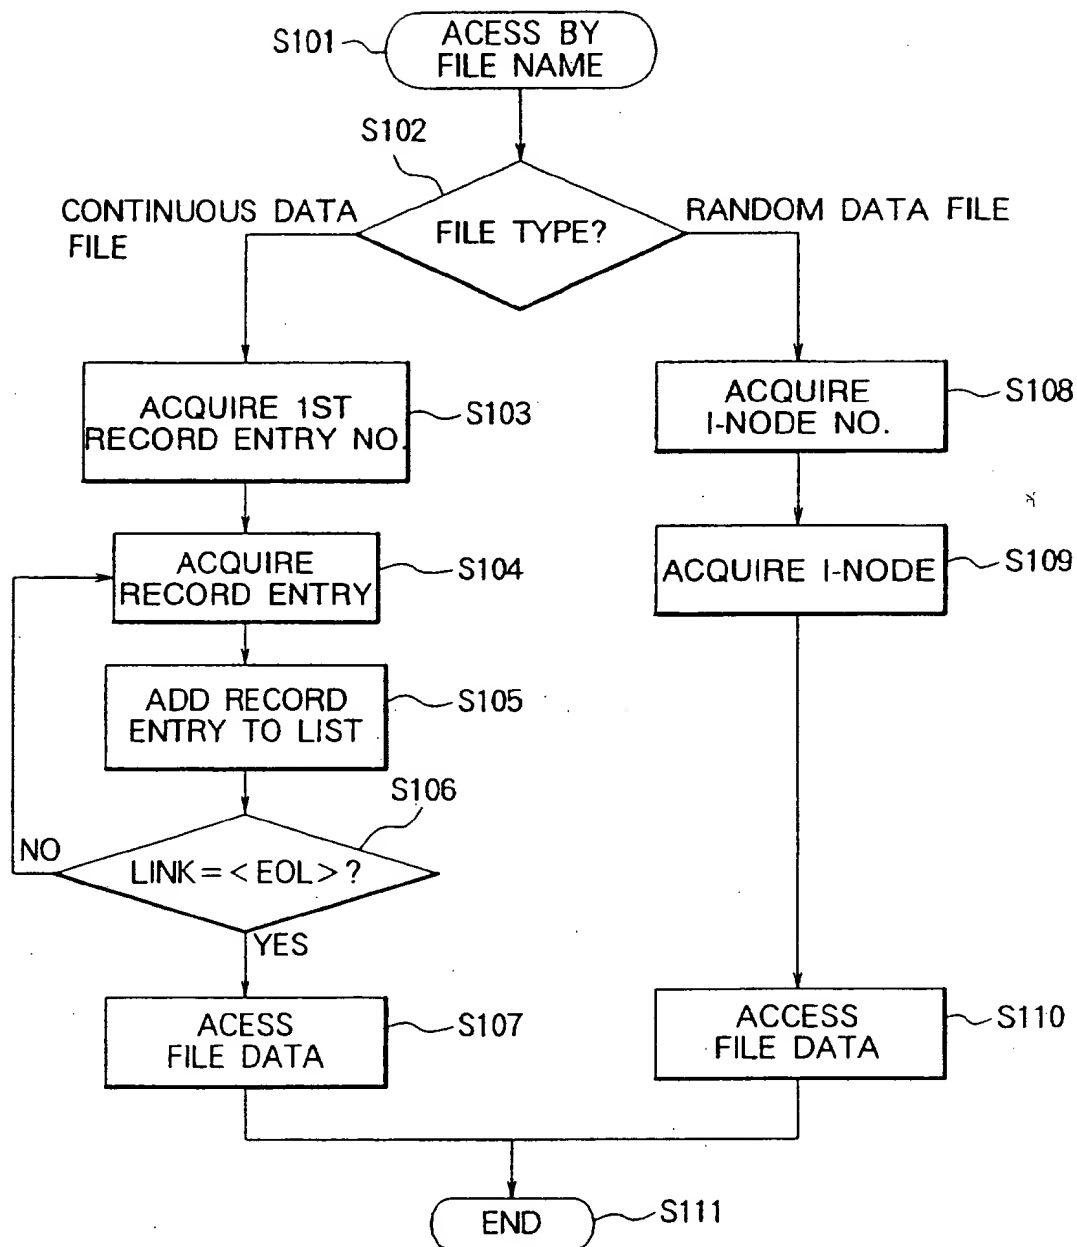 S101
ACESS BY
FILE NAME
S102
CONTINUOUS DATA
FILE
FILE TYPE?
RANDOM DATA FILE
ACQUIRE 1ST
RECORD ENTRY NO.
S103
ACQUIRE
I-NODE NO.
S108
ACQUIRE
RECORD ENTRY
S104
ACQUIRE I-NODE
S109
ADD RECORD
ENTRY TO LIST
S105
S106
NO
LINK=<EOL>?
YES
ACESS
FILE DATA
S107
ACCESS
FILE DATA
S110
END
S111